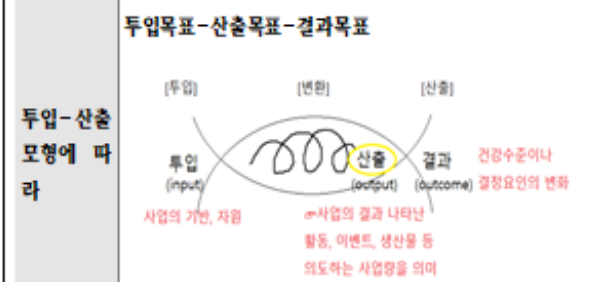 투입목표-산출목표-결과목표
[투입] [변환] [산출]
투입-산출
모형에 따
라
투입 산출 결과
(input) (output) (outcome)
건강수준이나
결정요인의 변화
사업의 기반, 자원
☞사업의 결과 나타난
활동, 이벤트, 생산물 등
의도하는 사업량을 의미